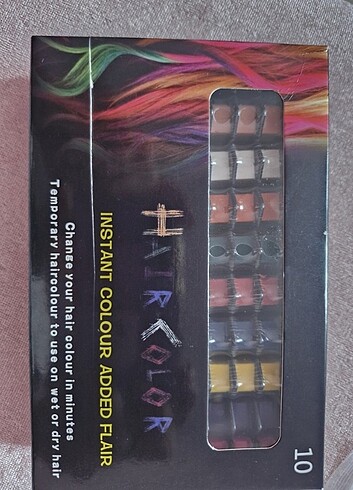 10
HAIR COLOR
INSTANT COLOUR ADDED FLAIR
Change your hair colour in minutes
Temporary haircolour to use on wet or dry hair